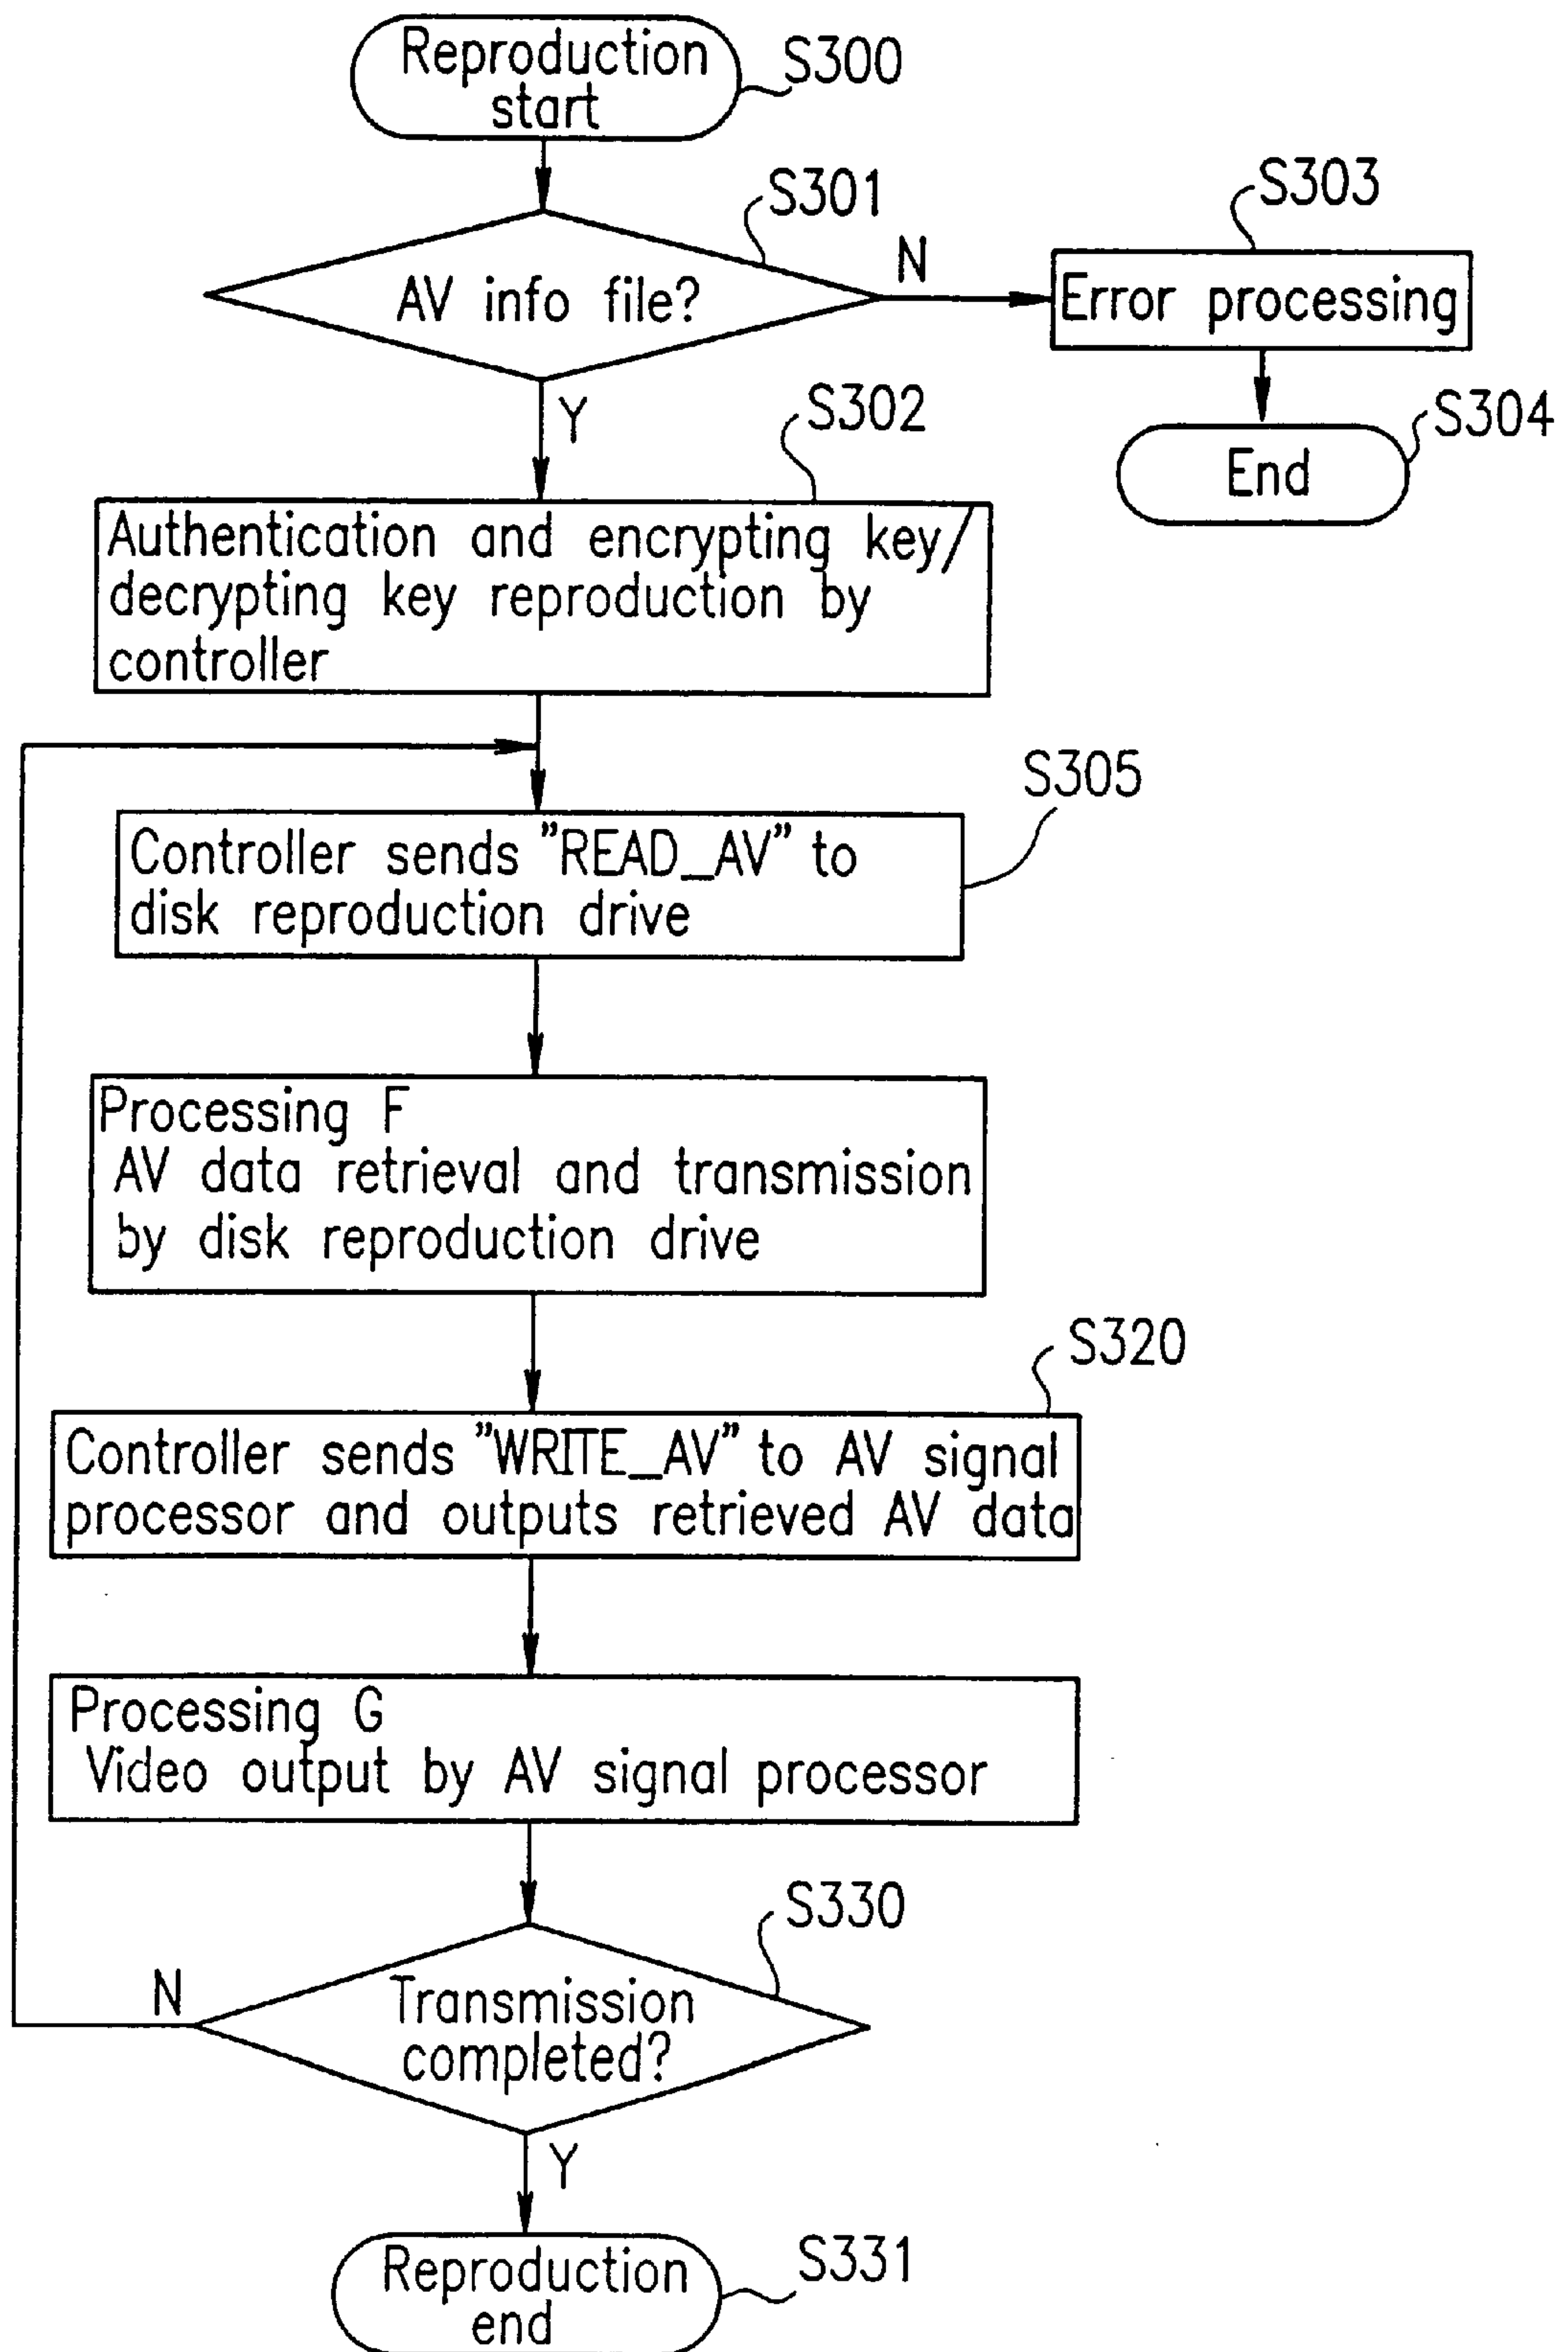 Reproduction
start
S300
S301
AV info file?
N
S303
Error processing
Y
S304
End
S302
Authentication and encrypting key/
decrypting key reproduction by
controller
S305
Controller sends "READ_AV" to
disk reproduction drive
Processing F
AV data retrieval and transmission
by disk reproduction drive
S320
Controller sends "WRITE_AV" to AV signal
processor and outputs retrieved AV data
Processing G
Video output by AV signal processor
S330
N
Transmission
completed?
Y
Reproduction
end
S331